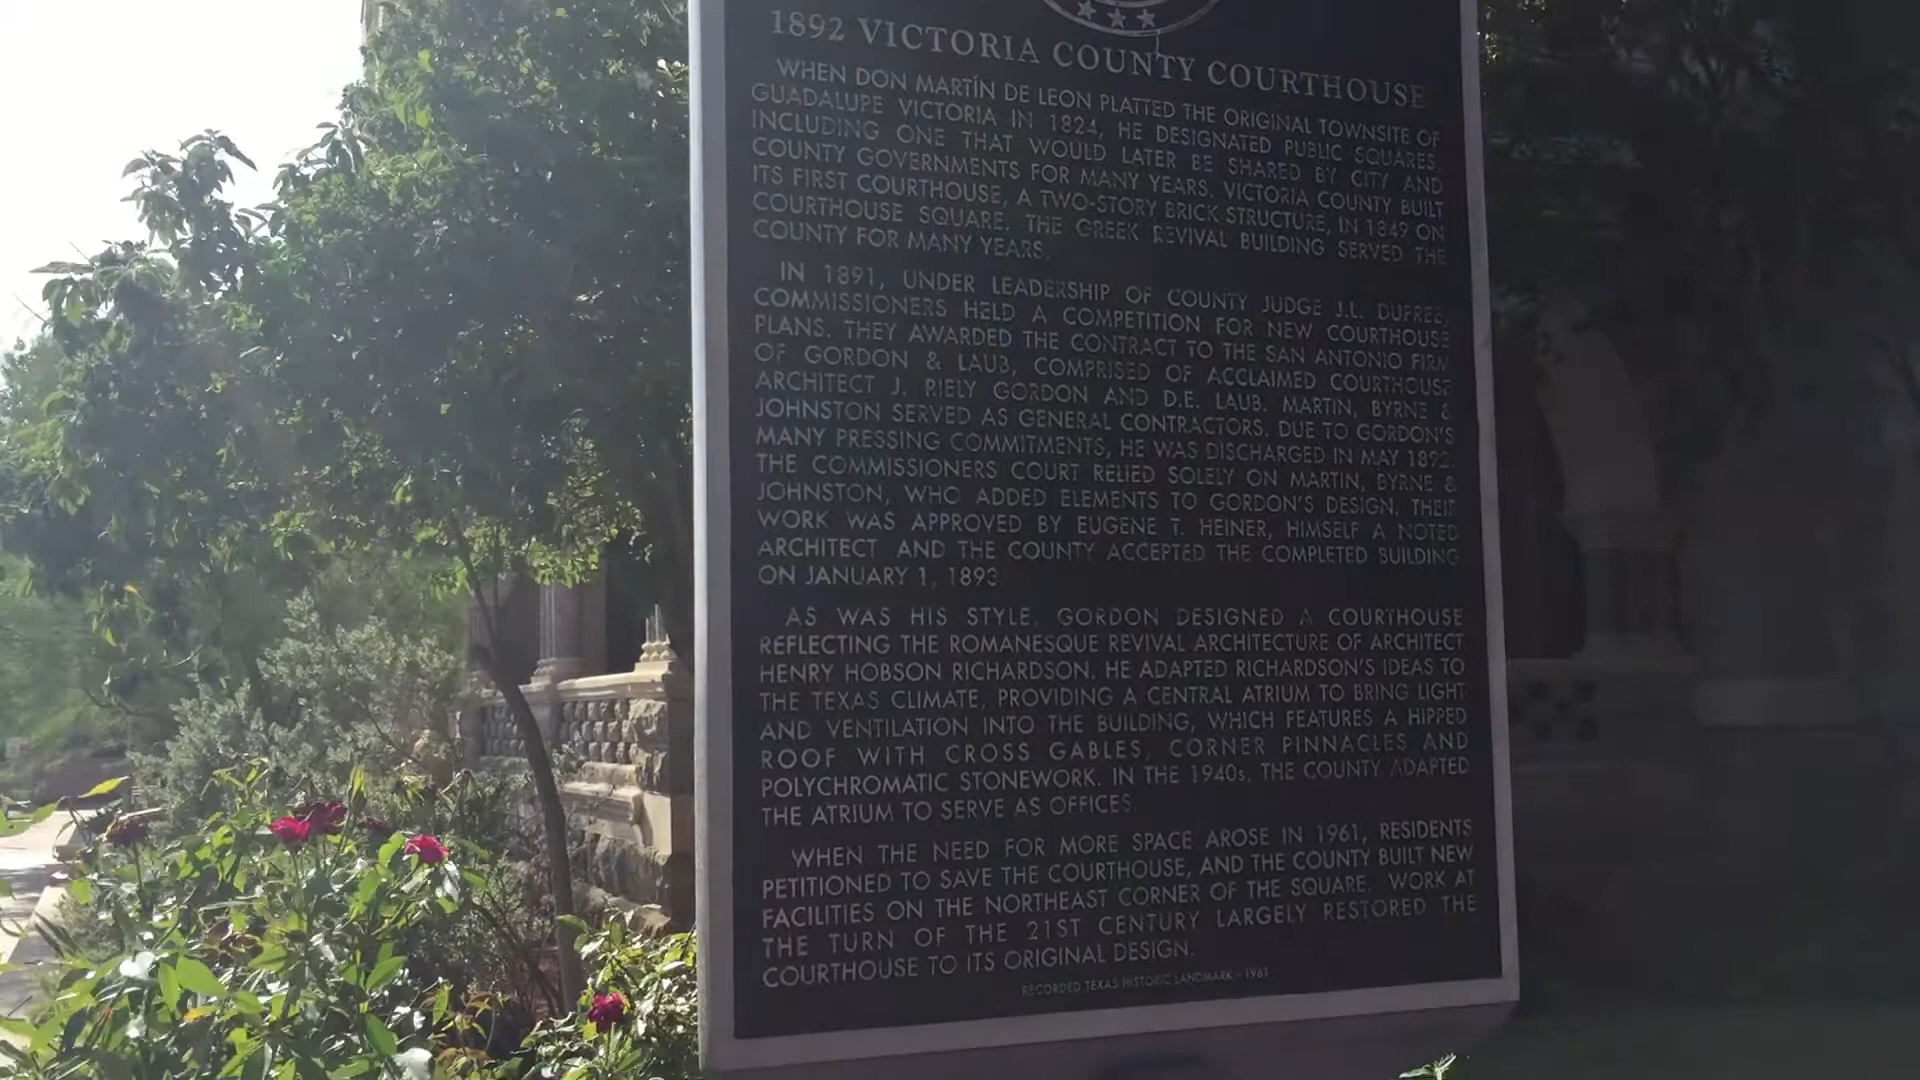 1892 VICTORIA COUNTY COURTHOUSE
WHEN DON MARTÍN DE LEON PLATTED THE ORIGINAL TOWNSITE OF
GUADALUPE VICTORIA IN 1824, HE DESIGNATED PUBLIC SQUARES,
INCLUDING ONE THAT WOULD LATER BE SHARED BY CITY AND
COUNTY GOVERNMENTS FOR MANY YEARS. VICTORIA COUNTY BUILT
ITS FIRST COURTHOUSE, A TWO-STORY BRICK STRUCTURE, IN 1849 ON
COURTHOUSE SQUARE. THE GREEK REVIVAL BUILDING SERVED THE
COUNTY FOR MANY YEARS.
IN 1891, UNDER LEADERSHIP OF COUNTY JUDGE J.L. DUPREE,
COMMISSIONERS HELD A COMPETITION FOR NEW COURTHOUSE
PLANS. THEY AWARDED THE CONTRACT TO THE SAN ANTONIO FIRM
OF GORDON & LAUB, COMPRISED OF ACCLAIMED COURTHOUSE
ARCHITECT J. RIELY GORDON AND D.E. LAUB. MARTIN, BYRNE &
JOHNSTON SERVED AS GENERAL CONTRACTORS. DUE TO GORDON'S
MANY PRESSING COMMITMENTS, HE WAS DISCHARGED IN MAY 1892.
THE COMMISSIONERS COURT RELIED SOLELY ON MARTIN, BYRNE &
JOHNSTON, WHO ADDED ELEMENTS TO GORDON'S DESIGN. THEIR
WORK WAS APPROVED BY EUGENE T. HEINER, HIMSELF A NOTED
ARCHITECT AND THE COUNTY ACCEPTED THE COMPLETED BUILDING
ON JANUARY 1, 1893.
AS WAS HIS STYLE, GORDON DESIGNED A COURTHOUSE
REFLECTING THE ROMANESQUE REVIVAL ARCHITECTURE OF ARCHITECT
HENRY HOBSON RICHARDSON. HE ADAPTED RICHARDSON'S IDEAS TO
THE TEXAS CLIMATE, PROVIDING A CENTRAL ATRIUM TO BRING LIGHT
AND VENTILATION INTO THE BUILDING, WHICH FEATURES A HIPPED
ROOF WITH CROSS GABLES, CORNER PINNACLES AND
POLYCHROMATIC STONEWORK. IN THE 1940s, THE COUNTY ADAPTED
THE ATRIUM TO SERVE AS OFFICES.
WHEN THE NEED FOR MORE SPACE AROSE IN 1961, RESIDENTS
PETITIONED TO SAVE THE COURTHOUSE, AND THE COUNTY BUILT NEW
FACILITIES ON THE NORTHEAST CORNER OF THE SQUARE. WORK AT
THE TURN OF THE 21ST CENTURY LARGELY RESTORED THE
COURTHOUSE TO ITS ORIGINAL DESIGN.
RECORDED TEXAS HISTORIC LANDMARK - 1963